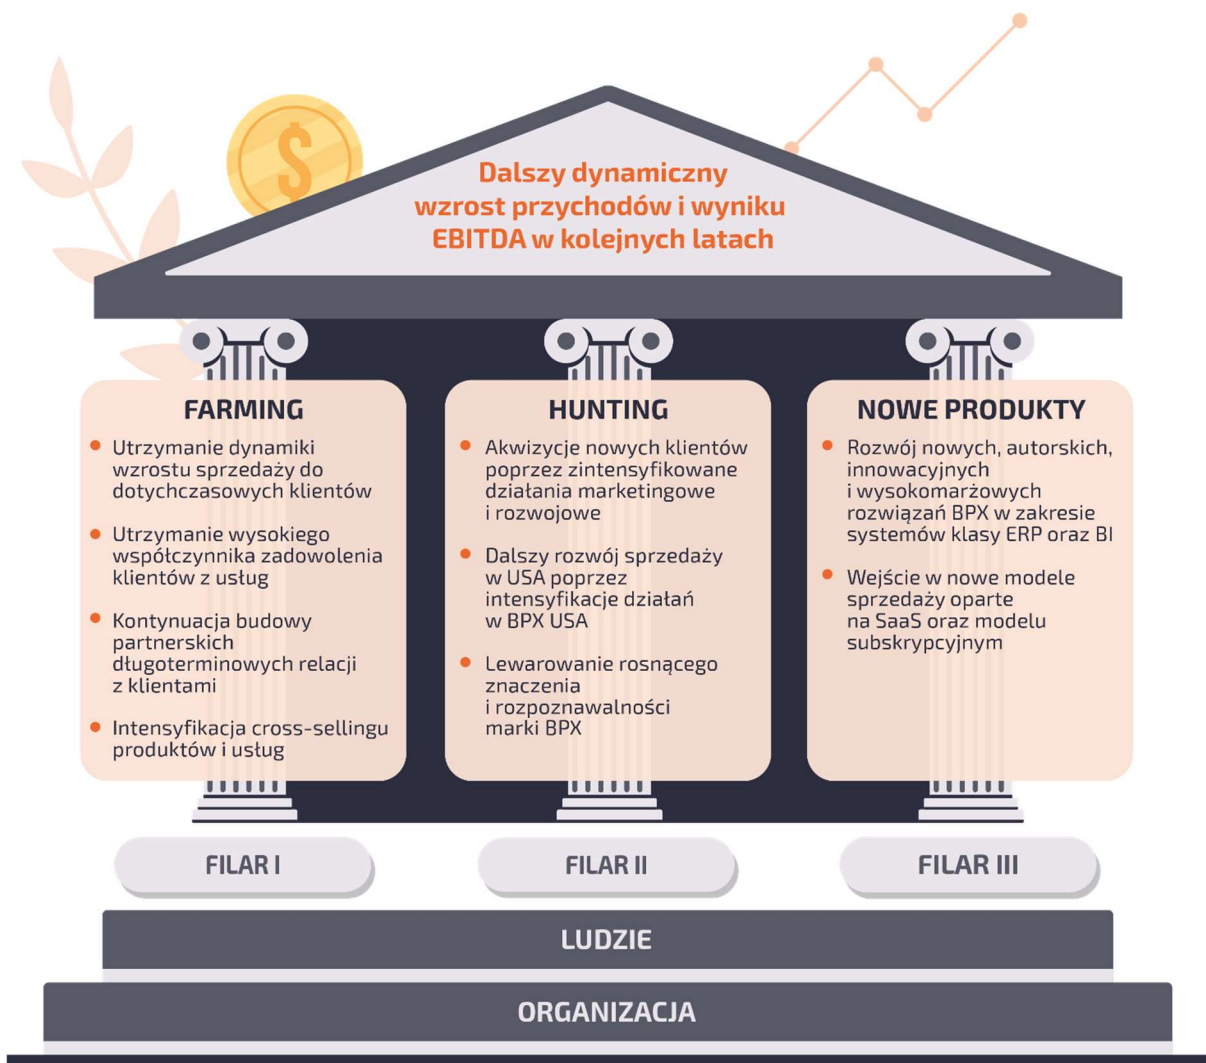 Dalszy dynamiczny
wzrost przychodów i wyniku
EBITDA w kolejnych latach
FARMING
Utrzymanie dynamiki
wzrostu sprzedaży do
dotychczasowych klientów
Utrzymanie wysokiego
współczynnika zadowolenia
klientów z usług
Kontynuacja budowy
partnerskich
długoterminowych relacji
z klientami
Intensyfikacja cross-sellingu
produktów i usług
HUNTING
Akwizycje nowych klientów
poprzez zintensyfikowane
działania marketingowe
i rozwojowe
Dalszy rozwój sprzedaży
w USA poprzez
intensyfikacje działań
w BPX USA
Lewarowanie rosnącego
znaczenia
i rozpoznawalności
marki BPX
NOWE PRODUKTY
Rozwój nowych, autorskich,
innowacyjnych
i wysokomarżowych
rozwiązań BPX w zakresie
systemów klasy ERP oraz BI
Wejście w nowe modele
sprzedaży oparte
na SaaS oraz modelu
subskrypcyjnym
FILAR I
FILAR II
FILAR III
LUDZIE
ORGANIZACJA